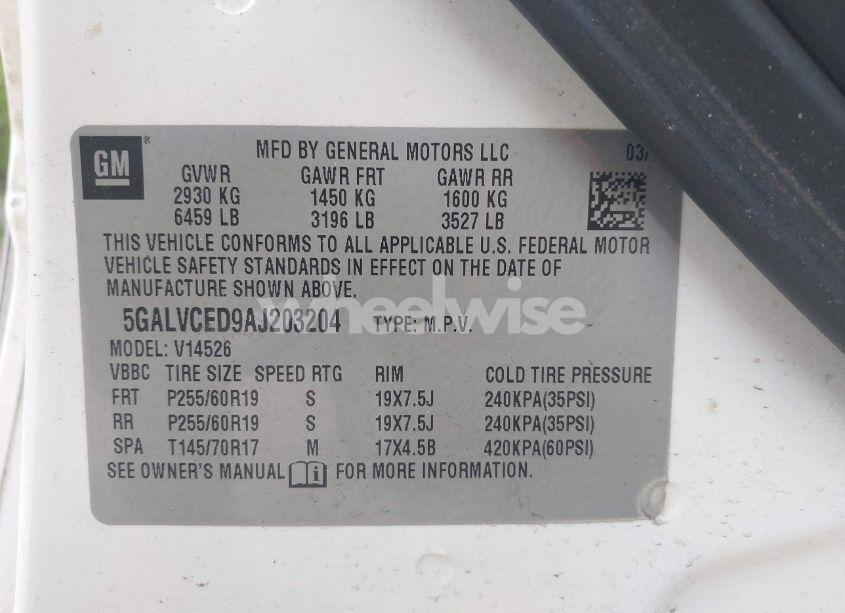 GM
MFD BY GENERAL MOTORS LLC 03/
GVWR GAWR FRT GAWR RR
2930 KG 1450 KG 1600 KG
6459 LB 3196 LB 3527 LB
THIS VEHICLE CONFORMS TO ALL APPLICABLE U.S. FEDERAL MOTOR
VEHICLE SAFETY STANDARDS IN EFFECT ON THE DATE OF
MANUFACTURE SHOWN ABOVE.
wheelwise
5GALVCED9AJ203204 TYPE: M.P.V.
MODEL: V14526
VBBC TIRE SIZE SPEED RTG RIM COLD TIRE PRESSURE
FRT P255/60R19 S 19X7.5J 240KPA(35PSI)
RR P255/60R19 S 19X7.5J 240KPA(35PSI)
SPA T145/70R17 M 17X4.5B 420KPA(60PSI)
SEE OWNER'S MANUAL FOR MORE INFORMATION.